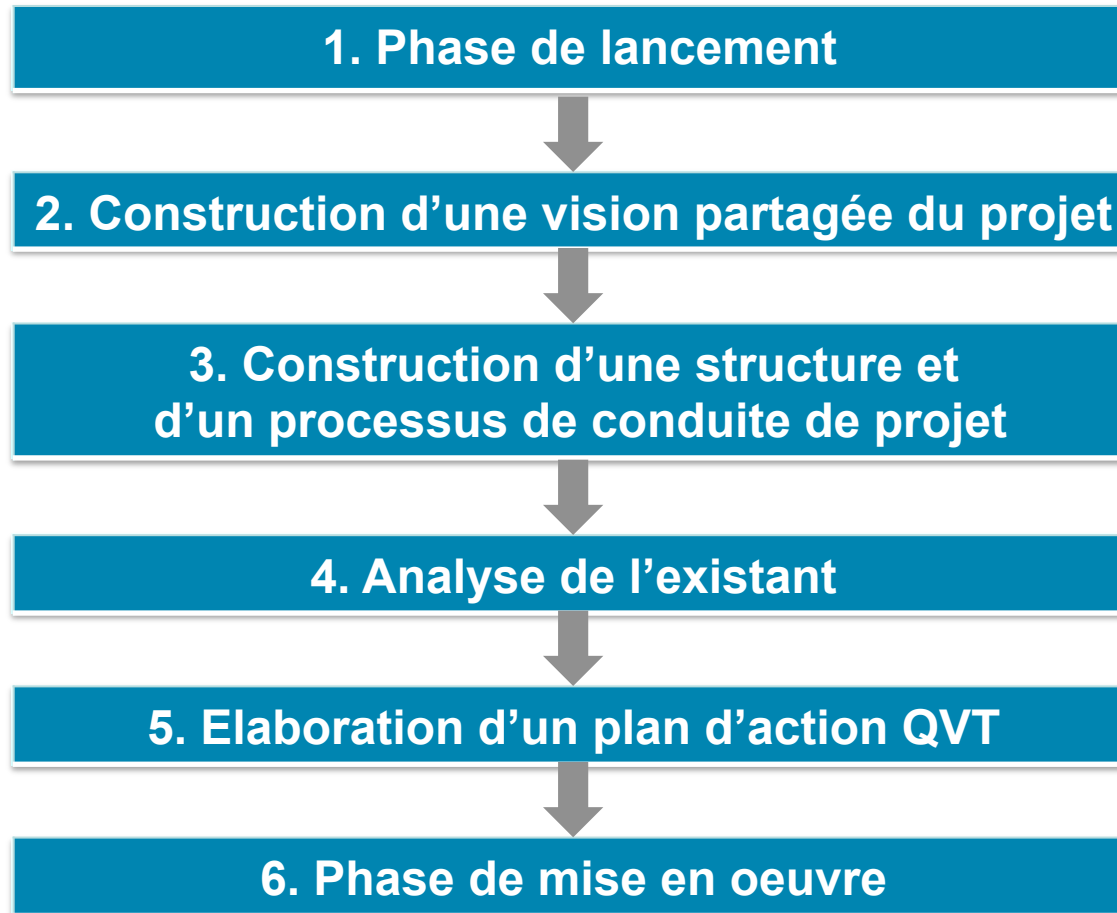 1. Phase de lancement
2. Construction d’une vision partagée du projet
3. Construction d’une structure et
d’un processus de conduite de projet
4. Analyse de l’existant
5. Elaboration d’un plan d’action QVT
6. Phase de mise en oeuvre